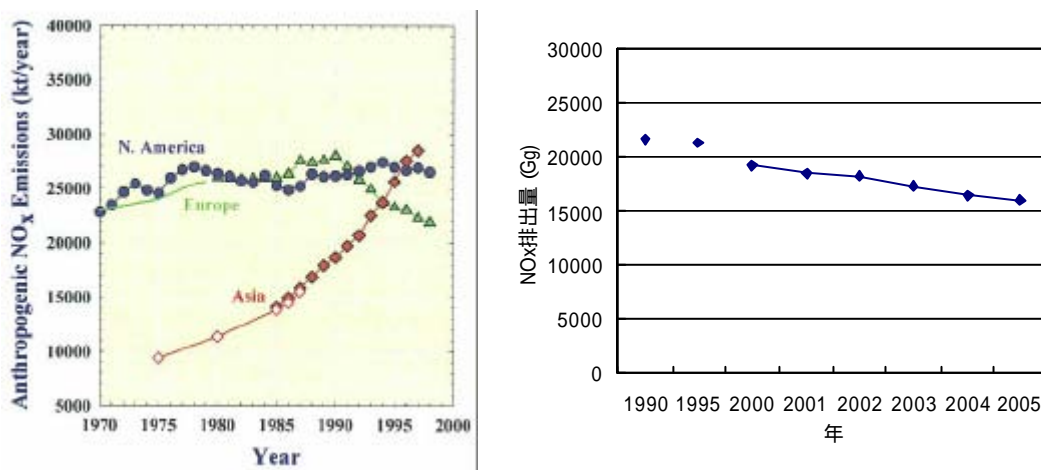 Anthropogenic NOX Emissions (kt/year)
40000
35000
30000
25000
20000
15000
10000
5000
N. America
Europe
Asia
1970 1975 1980 1985 1990 1995 2000
Year
NOx排出量 (Gg)
30000
25000
20000
15000
10000
5000
0
1990 1995 2000 2001 2002 2003 2004 2005
年